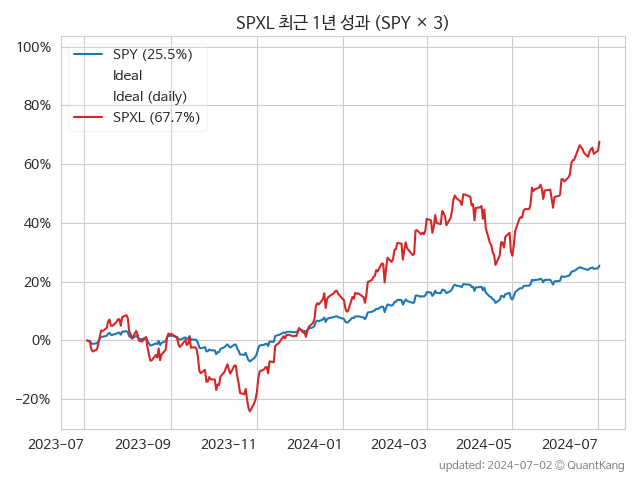 SPXL 최근 1년 성과 (SPY × 3)
SPY (25.5%)
Ideal
Ideal (daily)
SPXL (67.7%)
100%
80%
60%
40%
20%
0%
−20%
2023-07 2023-09 2023-11 2024-01 2024-03 2024-05 2024-07
updated: 2024-07-02 © QuantKang